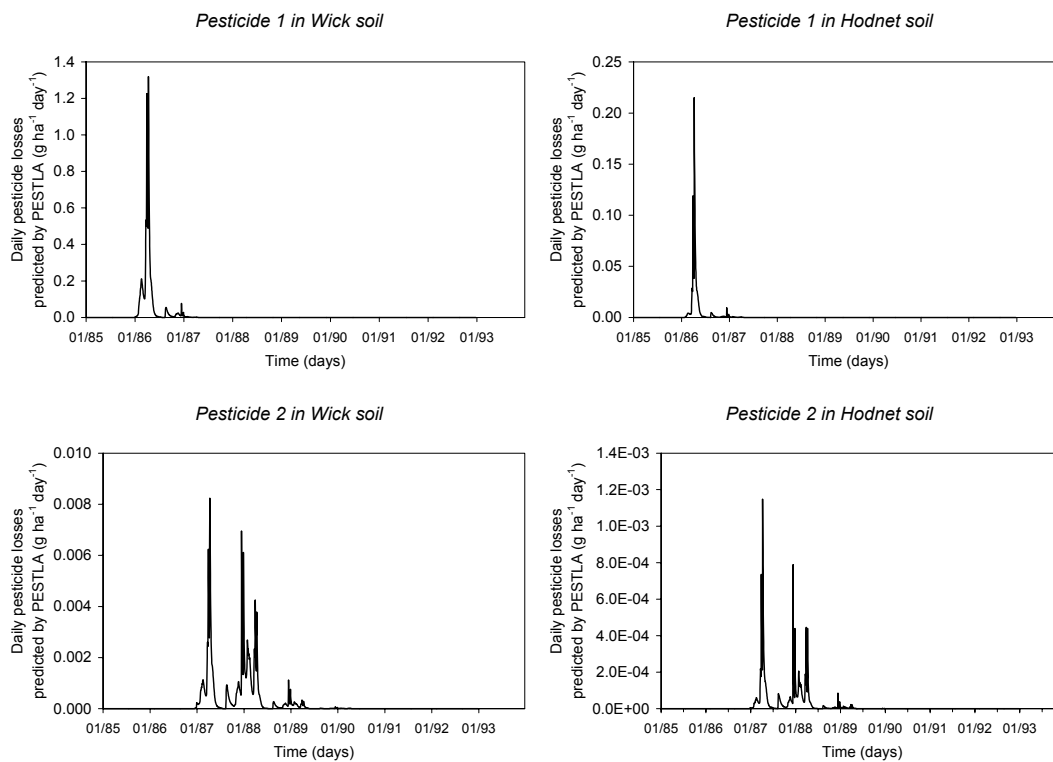 Pesticide 1 in Wick soil
Daily pesticide losses
predicted by PESTLA (g ha⁻¹ day⁻¹)
1.4
1.2
1.0
0.8
0.6
0.4
0.2
0.0
01/85 01/86 01/87 01/88 01/89 01/90 01/91 01/92 01/93
Time (days)
Pesticide 1 in Hodnet soil
Daily pesticide losses
predicted by PESTLA (g ha⁻¹ day⁻¹)
0.25
0.20
0.15
0.10
0.05
0.00
01/85 01/86 01/87 01/88 01/89 01/90 01/91 01/92 01/93
Time (days)
Pesticide 2 in Wick soil
Daily pesticide losses
predicted by PESTLA (g ha⁻¹ day⁻¹)
0.010
0.008
0.006
0.004
0.002
0.000
01/85 01/86 01/87 01/88 01/89 01/90 01/91 01/92 01/93
Time (days)
Pesticide 2 in Hodnet soil
Daily pesticide losses
predicted by PESTLA (g ha⁻¹ day⁻¹)
1.4E-03
1.2E-03
1.0E-03
8.0E-04
6.0E-04
4.0E-04
2.0E-04
0.0E+00
01/85 01/86 01/87 01/88 01/89 01/90 01/91 01/92 01/93
Time (days)